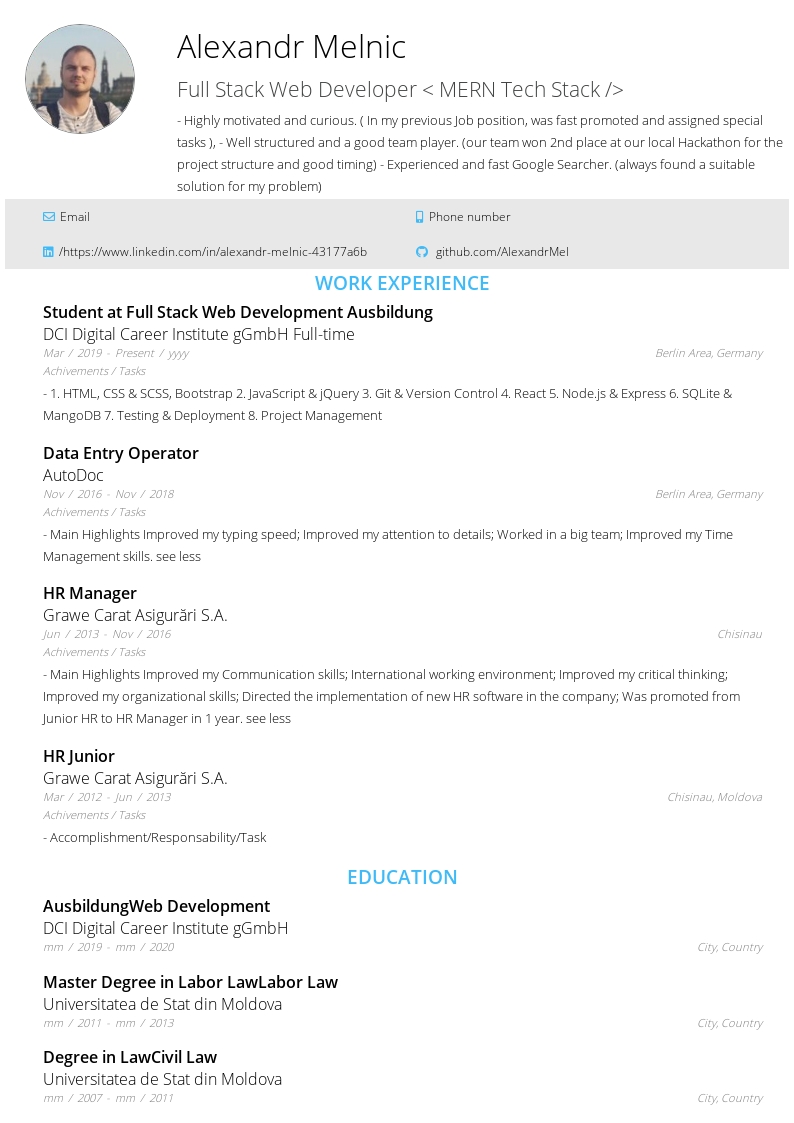 Alexandr Melnic
Full Stack Web Developer < MERN Tech Stack />
- Highly motivated and curious. ( In my previous Job position, was fast promoted and assigned special
tasks ), - Well structured and a good team player. (our team won 2nd place at our local Hackathon for the
project structure and good timing) - Experienced and fast Google Searcher. (always found a suitable
solution for my problem)
Email
Phone number
/https://www.linkedin.com/in/alexandr-melnic-43177a6b
github.com/AlexandrMel
WORK EXPERIENCE
Student at Full Stack Web Development Ausbildung
DCI Digital Career Institute gGmbH Full-time
Mar / 2019 - Present / yyyy
Berlin Area, Germany
Achivements / Tasks
- 1. HTML, CSS & SCSS, Bootstrap 2. JavaScript & jQuery 3. Git & Version Control 4. React 5. Node.js & Express 6. SQLite &
MangoDB 7. Testing & Deployment 8. Project Management
Data Entry Operator
AutoDoc
Nov / 2016 - Nov / 2018
Berlin Area, Germany
Achivements / Tasks
- Main Highlights Improved my typing speed; Improved my attention to details; Worked in a big team; Improved my Time
Management skills. see less
HR Manager
Grawe Carat Asigurări S.A.
Jun / 2013 - Nov / 2016
Chisinau
Achivements / Tasks
- Main Highlights Improved my Communication skills; International working environment; Improved my critical thinking;
Improved my organizational skills; Directed the implementation of new HR software in the company; Was promoted from
Junior HR to HR Manager in 1 year. see less
HR Junior
Grawe Carat Asigurări S.A.
Mar / 2012 - Jun / 2013
Chisinau, Moldova
Achivements / Tasks
- Accomplishment/Responsability/Task
EDUCATION
AusbildungWeb Development
DCI Digital Career Institute gGmbH
mm / 2019 - mm / 2020
City, Country
Master Degree in Labor LawLabor Law
Universitatea de Stat din Moldova
mm / 2011 - mm / 2013
City, Country
Degree in LawCivil Law
Universitatea de Stat din Moldova
mm / 2007 - mm / 2011
City, Country